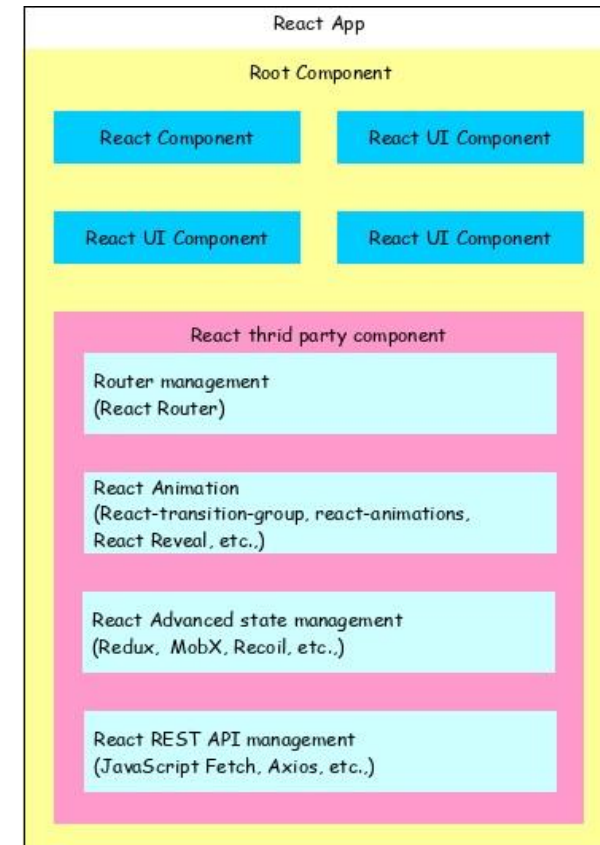 React App
Root Component
React Component
React UI Component
React UI Component
React UI Component
React thrid party component
Router management
(React Router)
React Animation
(React-transition-group, react-animations,
React Reveal, etc.,)
React Advanced state management
(Redux, MobX, Recoil, etc.,)
React REST API management
(JavaScript Fetch, Axios, etc.,)